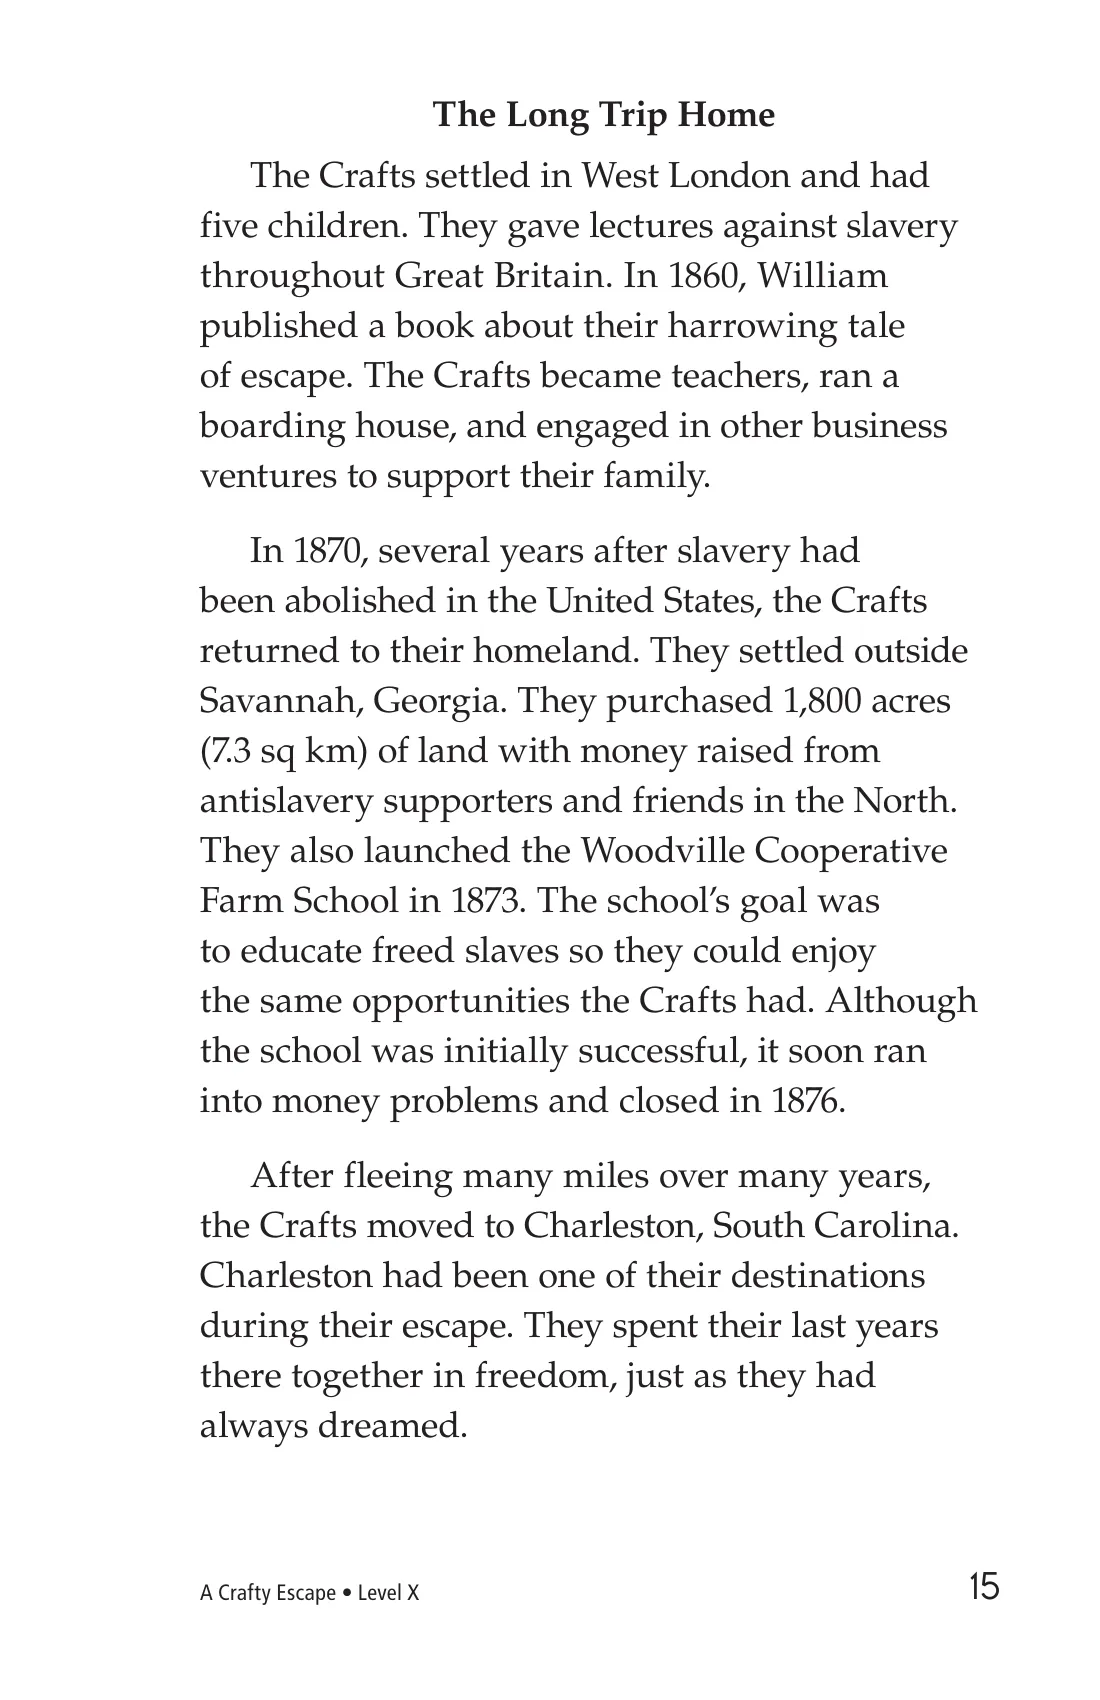 The Long Trip Home
The Crafts settled in West London and had
five children. They gave lectures against slavery
throughout Great Britain. In 1860, William
published a book about their harrowing tale
of escape. The Crafts became teachers, ran a
boarding house, and engaged in other business
ventures to support their family.
In 1870, several years after slavery had
been abolished in the United States, the Crafts
returned to their homeland. They settled outside
Savannah, Georgia. They purchased 1,800 acres
(7.3 sq km) of land with money raised from
antislavery supporters and friends in the North.
They also launched the Woodville Cooperative
Farm School in 1873. The school’s goal was
to educate freed slaves so they could enjoy
the same opportunities the Crafts had. Although
the school was initially successful, it soon ran
into money problems and closed in 1876.
After fleeing many miles over many years,
the Crafts moved to Charleston, South Carolina.
Charleston had been one of their destinations
during their escape. They spent their last years
there together in freedom, just as they had
always dreamed.
A Crafty Escape • Level X
15